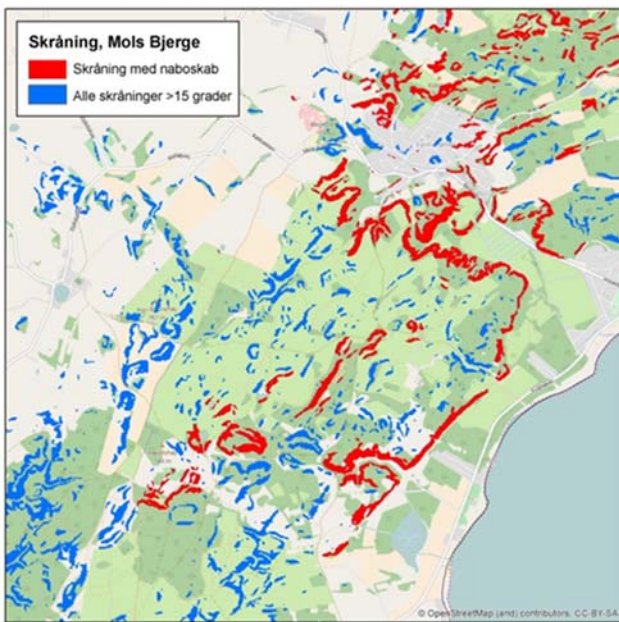 Skråning, Mols Bjerge
Skråning med naboskab
Alle skråninger >15 grader
© OpenStreetMap (and) contributors, CC-BY-SA